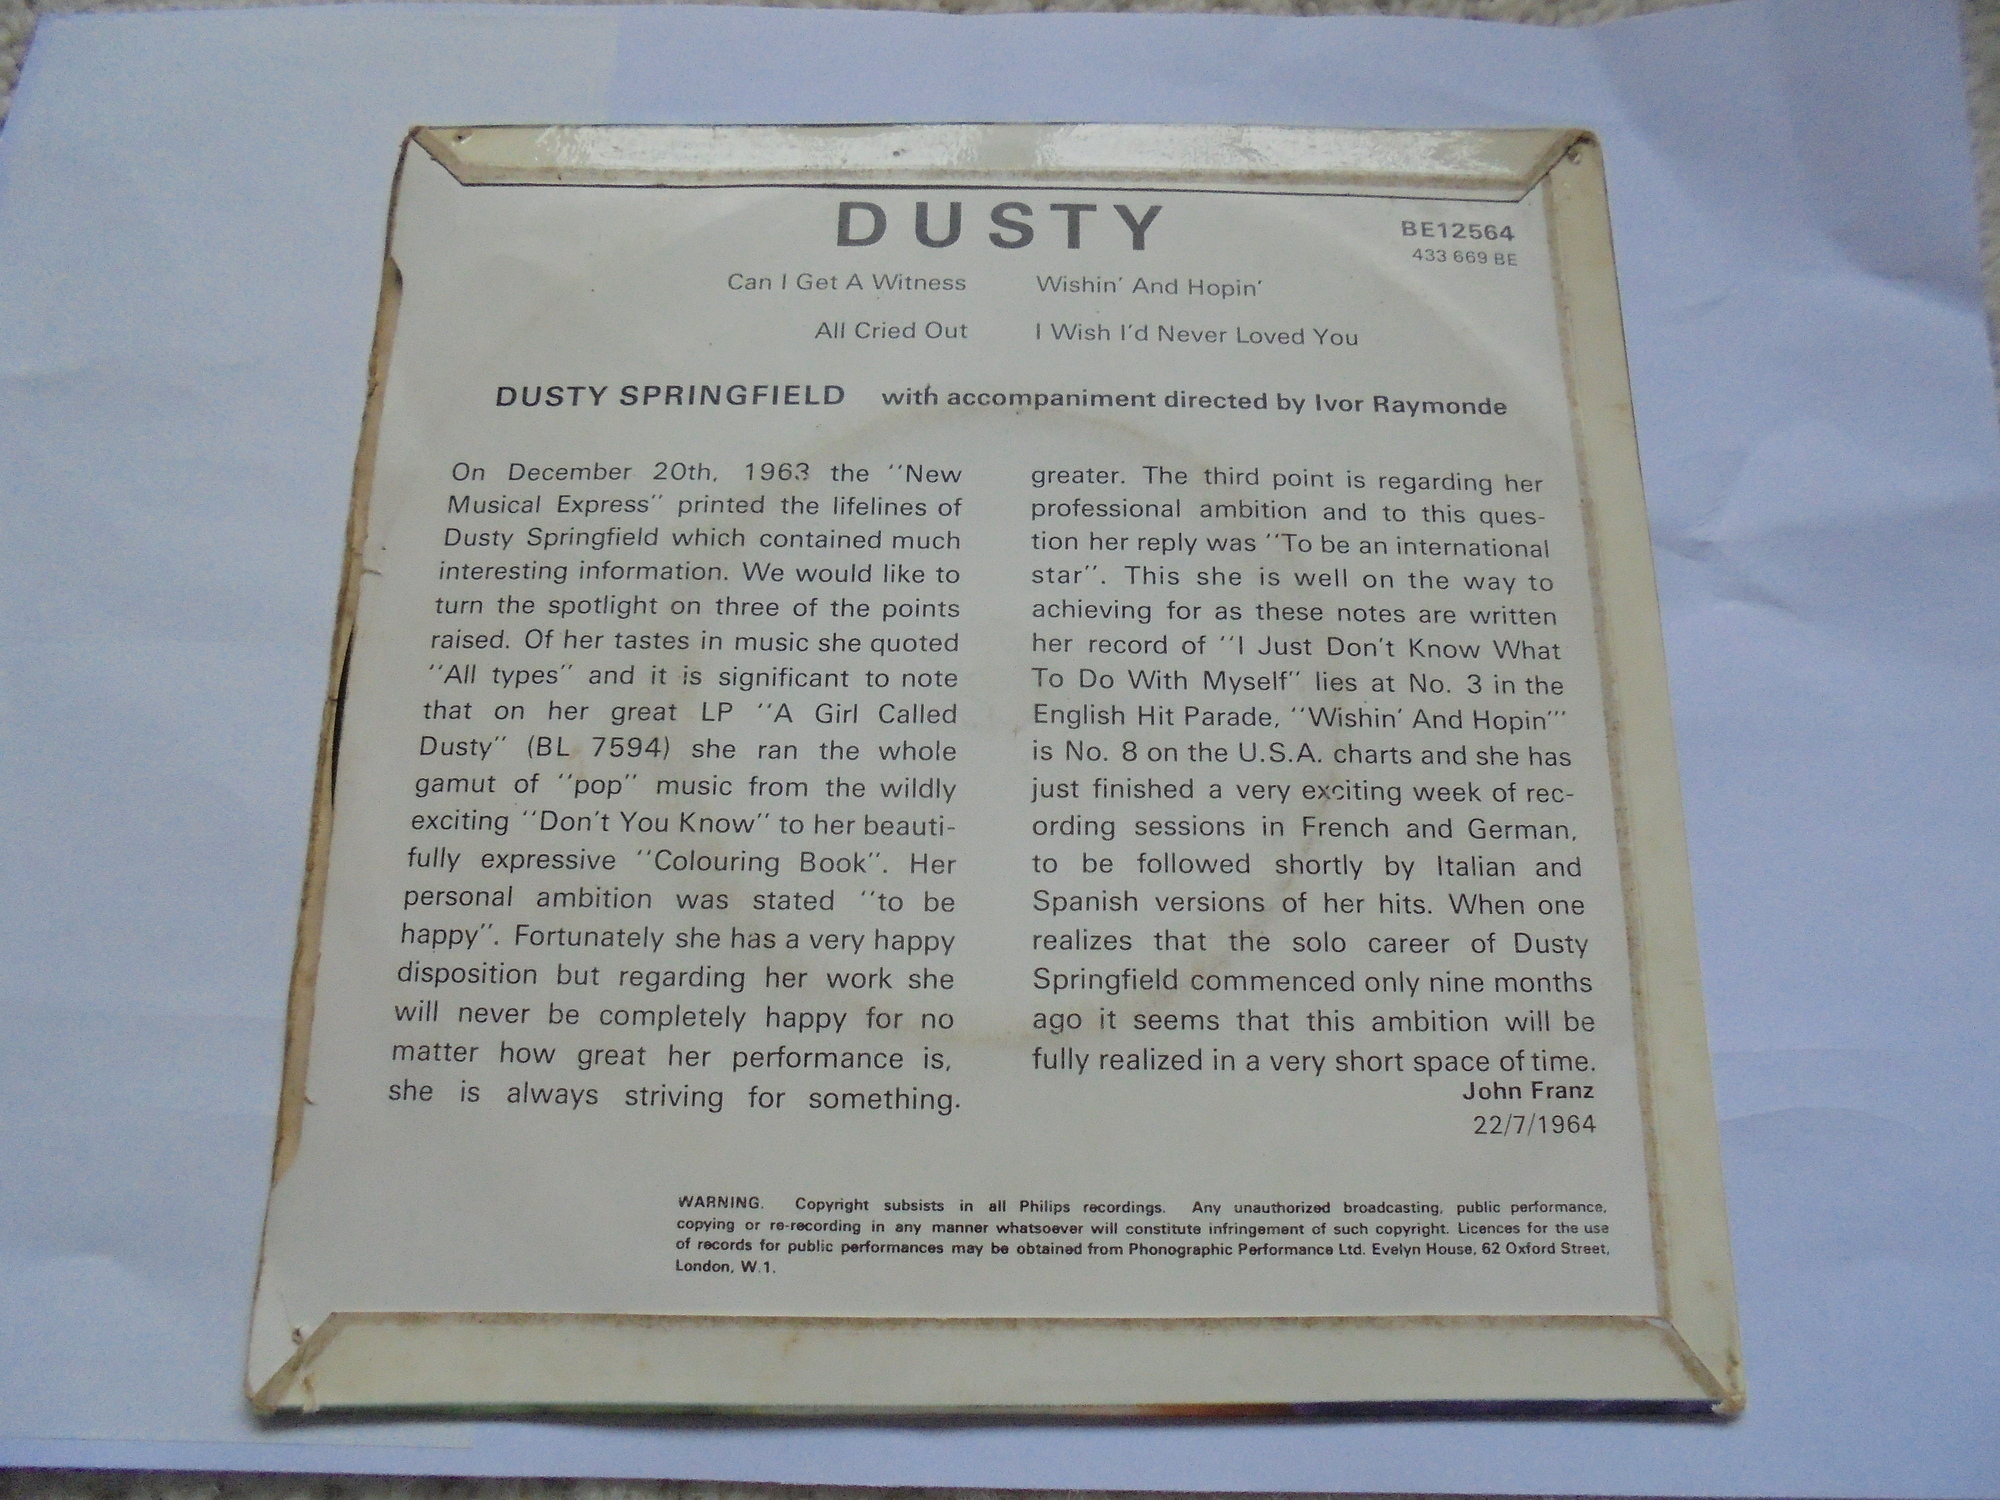 DUSTY
BE12564
433 669 BE
Can I Get A Witness
Wishin' And Hopin'
All Cried Out
I Wish I'd Never Loved You
DUSTY SPRINGFIELD with accompaniment directed by Ivor Raymonde
On December 20th, 1963 the "New
Musical Express" printed the lifelines of
Dusty Springfield which contained much
interesting information. We would like to
turn the spotlight on three of the points
raised. Of her tastes in music she quoted
"All types" and it is significant to note
that on her great LP "A Girl Called
Dusty" (BL 7594) she ran the whole
gamut of "pop" music from the wildly
exciting "Don't You Know" to her beauti-
fully expressive "Colouring Book". Her
personal ambition was stated "to be
happy". Fortunately she has a very happy
disposition but regarding her work she
will never be completely happy for no
matter how great her performance is,
she is always striving for something.
greater. The third point is regarding her
professional ambition and to this ques-
tion her reply was "To be an international
star". This she is well on the way to
achieving for as these notes are written
her record of "I Just Don't Know What
To Do With Myself" lies at No. 3 in the
English Hit Parade, "Wishin' And Hopin'"
is No. 8 on the U.S.A. charts and she has
just finished a very exciting week of rec-
ording sessions in French and German,
to be followed shortly by Italian and
Spanish versions of her hits. When one
realizes that the solo career of Dusty
Springfield commenced only nine months
ago it seems that this ambition will be
fully realized in a very short space of time.
John Franz
22/7/1964
WARNING. Copyright subsists in all Philips recordings. Any unauthorized broadcasting, public performance,
copying or re-recording in any manner whatsoever will constitute infringement of such copyright. Licences for the use
of records for public performances may be obtained from Phonographic Performance Ltd. Evelyn House, 62 Oxford Street,
London, W.1.